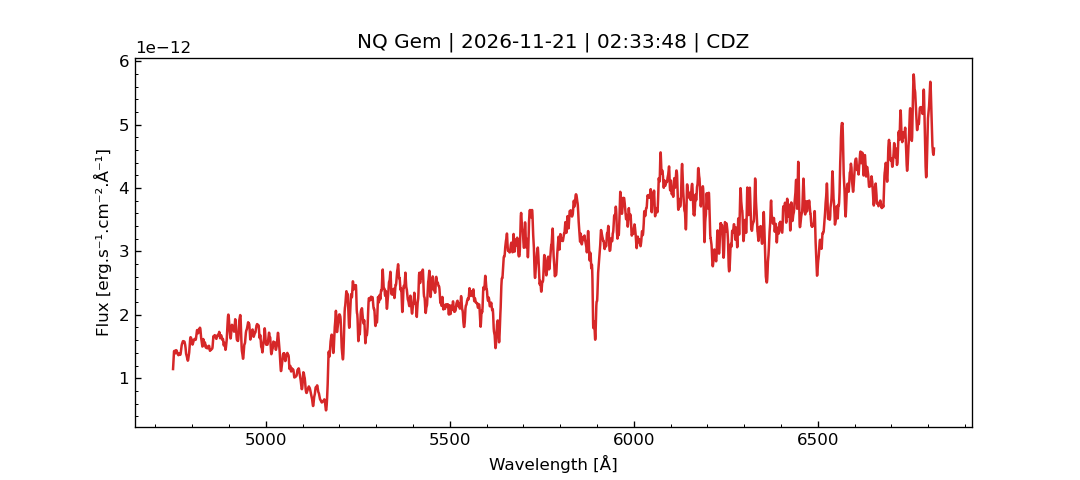 NQ Gem | 2026-11-21 | 02:33:48 | CDZ
1e−12
6
5
4
3
2
1
Flux [erg.s⁻¹.cm⁻².Å⁻¹]
5000 5500 6000 6500
Wavelength [Å]